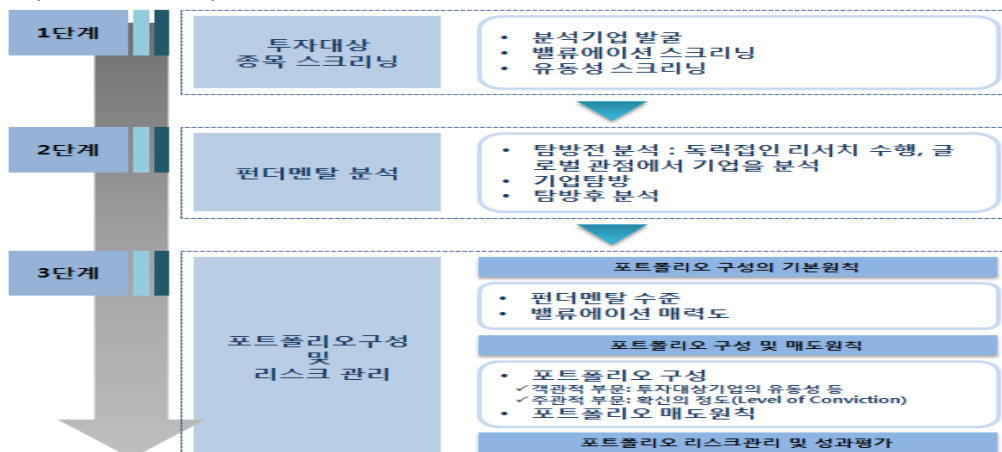 1단계
투자대상
종목 스크리닝
• 분석기업 발굴
• 밸류에이션 스크리닝
• 유동성 스크리닝
2단계
펀더멘탈 분석
• 탐방전 분석 : 독립접인 리서치 수행, 글
로벌 관점에서 기업을 분석
• 기업탐방
• 탐방후 분석
3단계
포트폴리오구성
및
리스크 관리
포트폴리오 구성의 기본원칙
• 펀더멘탈 수준
• 밸류에이션 매력도
포트폴리오 구성 및 매도원칙
• 포트폴리오 구성
✓객관적 부문: 투자대상기업의 유동성 등
✓주관적 부문: 확신의 정도(Level of Conviction)
• 포트폴리오 매도원칙
포트폴리오 리스크관리 및 성과평가